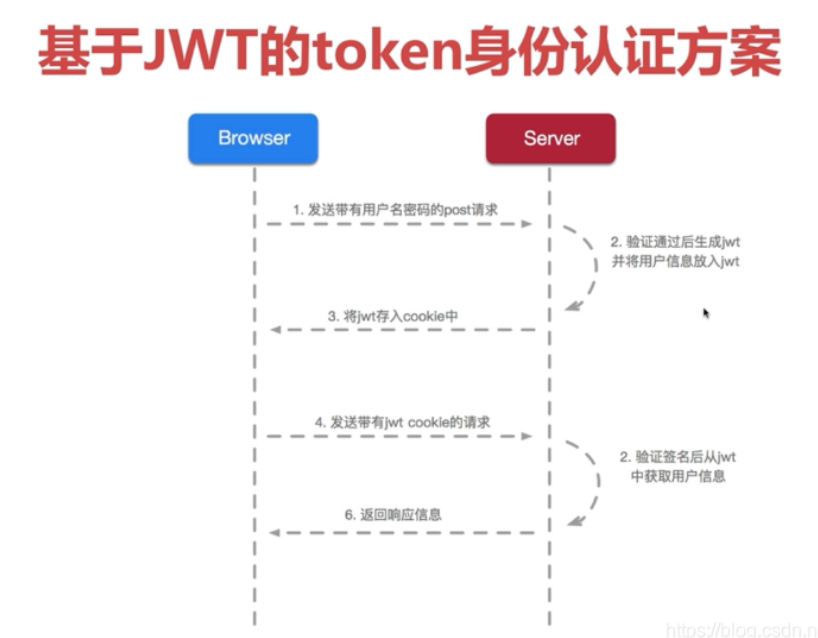 基于JWT的token身份认证方案
Browser
Server
1. 发送带有用户名密码的post请求
2. 验证通过后生成jwt
并将用户信息放入jwt
3. 将jwt存入cookie中
4. 发送带有jwt cookie的请求
2. 验证签名后从jwt
中获取用户信息
6. 返回响应信息
https://blog.csdn.n